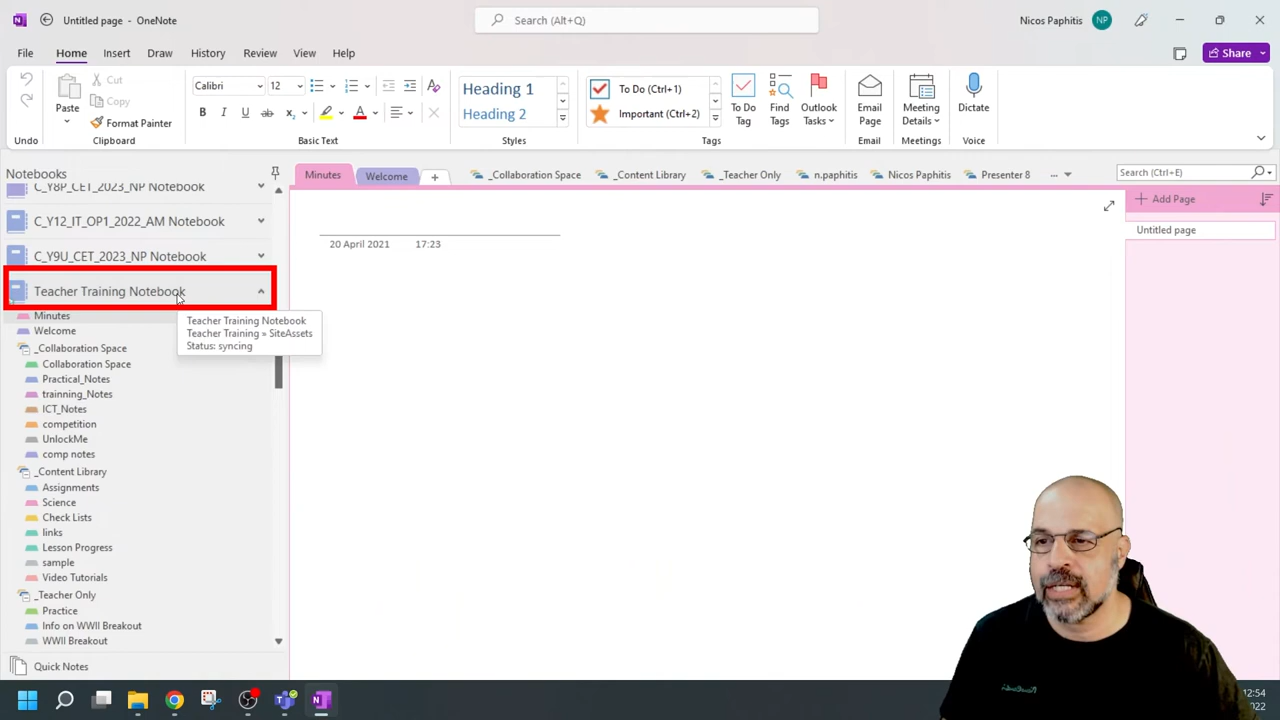 Untitled page - OneNote
Search (Alt+Q)
Nicos Paphitis
NP
File
Home
Insert
Draw
History
Review
View
Help
Share
Undo
Paste
Cut
Copy
Format Painter
Clipboard
Calibri
12
B
I
U
ab
Basic Text
Heading 1
Heading 2
Styles
To Do (Ctrl+1)
Important (Ctrl+2)
Tags
To Do
Tag
Find
Tags
Outlook
Tasks
Email
Page
Email
Meeting
Details
Meetings
Dictate
Voice
Notebooks
C_Y8P_CET_2023_NP Notebook
C_Y12_IT_OP1_2022_AM Notebook
C_Y9U_CET_2023_NP Notebook
Teacher Training Notebook
Minutes
Welcome
_Collaboration Space
Collaboration Space
Practical_Notes
trainning_Notes
ICT_Notes
competition
UnlockMe
comp notes
_Content Library
Assignments
Science
Check Lists
links
Lesson Progress
sample
Video Tutorials
_Teacher Only
Practice
Info on WWII Breakout
WWII Breakout
Quick Notes
Teacher Training Notebook
Teacher Training » SiteAssets
Status: syncing
Minutes
Welcome
_Collaboration Space
_Content Library
_Teacher Only
n.paphitis
Nicos Paphitis
Presenter 8
...
Search (Ctrl+E)
20 April 2021
17:23
Add Page
Untitled page
12:54
2022